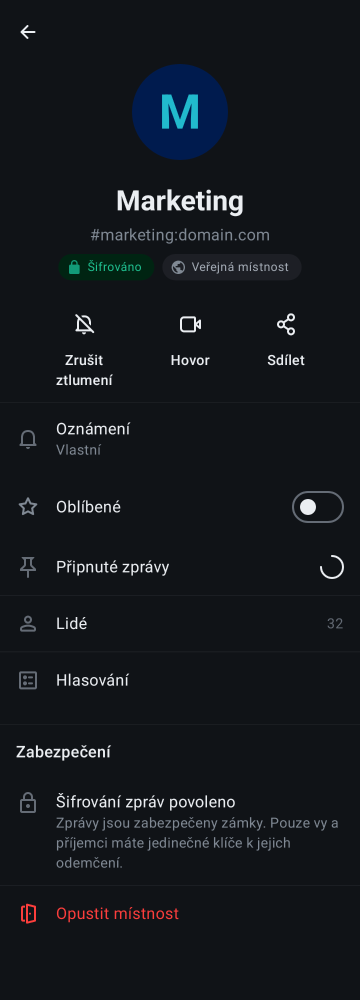 M
Marketing
#marketing:domain.com
Šifrováno
Veřejná místnost
Zrušit
ztlumení
Hovor
Sdílet
Oznámení
Vlastní
Oblíbené
Připnuté zprávy
Lidé
32
Hlasování
Zabezpečení
Šifrování zpráv povoleno
Zprávy jsou zabezpečeny zámky. Pouze vy a
příjemci máte jedinečné klíče k jejich
odemčení.
Opustit místnost